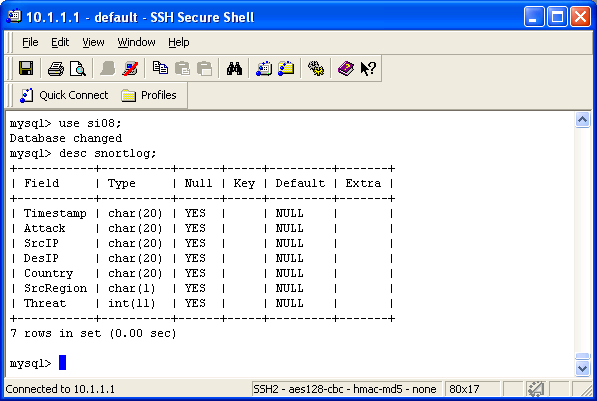 10.1.1.1 - default - SSH Secure Shell
File Edit View Window Help
Quick Connect Profiles
mysql> use si08;
Database changed
mysql> desc snortlog;
+-----------+----------+------+-----+---------+-------+
| Field     | Type     | Null | Key | Default | Extra |
+-----------+----------+------+-----+---------+-------+
| Timestamp | char(20) | YES  |     | NULL    |       |
| Attack    | char(20) | YES  |     | NULL    |       |
| SrcIP     | char(20) | YES  |     | NULL    |       |
| DesIP     | char(20) | YES  |     | NULL    |       |
| Country   | char(20) | YES  |     | NULL    |       |
| SrcRegion | char(1)  | YES  |     | NULL    |       |
| Threat    | int(11)  | YES  |     | NULL    |       |
+-----------+----------+------+-----+---------+-------+
7 rows in set (0.00 sec)
mysql>
Connected to 10.1.1.1 SSH2 - aes128-cbc - hmac-md5 - none 80x17